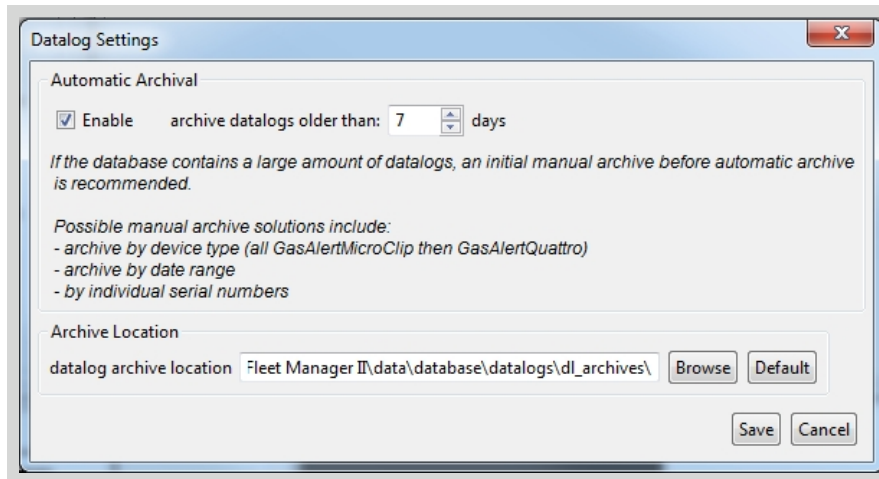 Datalog Settings
Automatic Archival
Enable archive datalogs older than: 7 days
If the database contains a large amount of datalogs, an initial manual archive before automatic archive
is recommended.
Possible manual archive solutions include:
- archive by device type (all GasAlertMicroClip then GasAlertQuattro)
- archive by date range
- by individual serial numbers
Archive Location
datalog archive location Fleet Manager II\data\database\datalogs\dl_archives\ Browse Default
Save Cancel